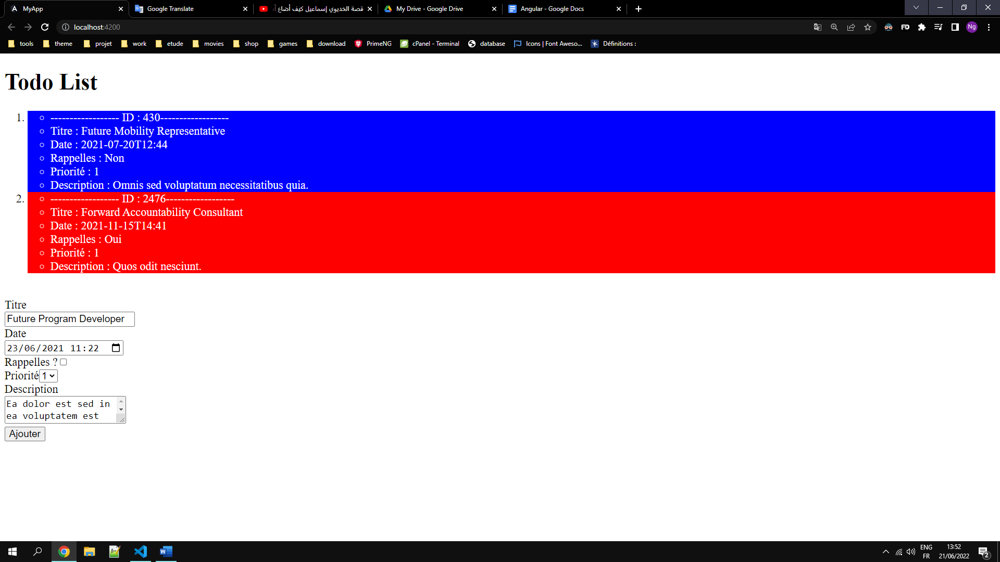 MyApp
Google Translate
قصة الخديوي إسماعيل كيف أضاع أ
My Drive - Google Drive
Angular - Google Docs
localhost:4200
FD
Ng
tools
theme
projet
work
etude
movies
shop
games
download
PrimeNG
cPanel - Terminal
database
Icons | Font Aweso...
Définitions :
Todo List
1. ------------------ ID : 430------------------
Titre : Future Mobility Representative
Date : 2021-07-20T12:44
Rappelles : Non
Priorité : 1
Description : Omnis sed voluptatum necessitatibus quia.
2. ------------------ ID : 2476------------------
Titre : Forward Accountability Consultant
Date : 2021-11-15T14:41
Rappelles : Oui
Priorité : 1
Description : Quos odit nesciunt.
Titre
Future Program Developer
Date
23/06/2021 11:22
Rappelles ?
Priorité 1
Description
Ea dolor est sed in
ea voluptatem est
Ajouter
ENG
FR
13:52
21/06/2022
2